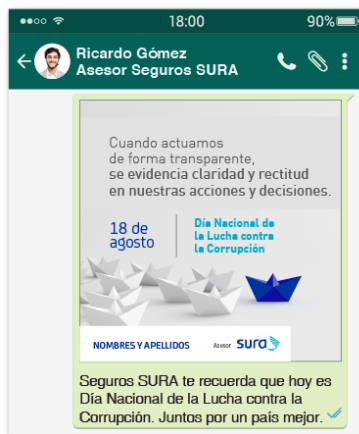 18:00
90%
Ricardo Gómez
Asesor Seguros SURA
Cuando actuamos
de forma transparente,
se evidencia claridad y rectitud
en nuestras acciones y decisiones.
18 de
agosto
Día Nacional de
la Lucha contra
la Corrupción
NOMBRES Y APELLIDOS
Asesor sura
Seguros SURA te recuerda que hoy es
Día Nacional de la Lucha contra la
Corrupción. Juntos por un país mejor.